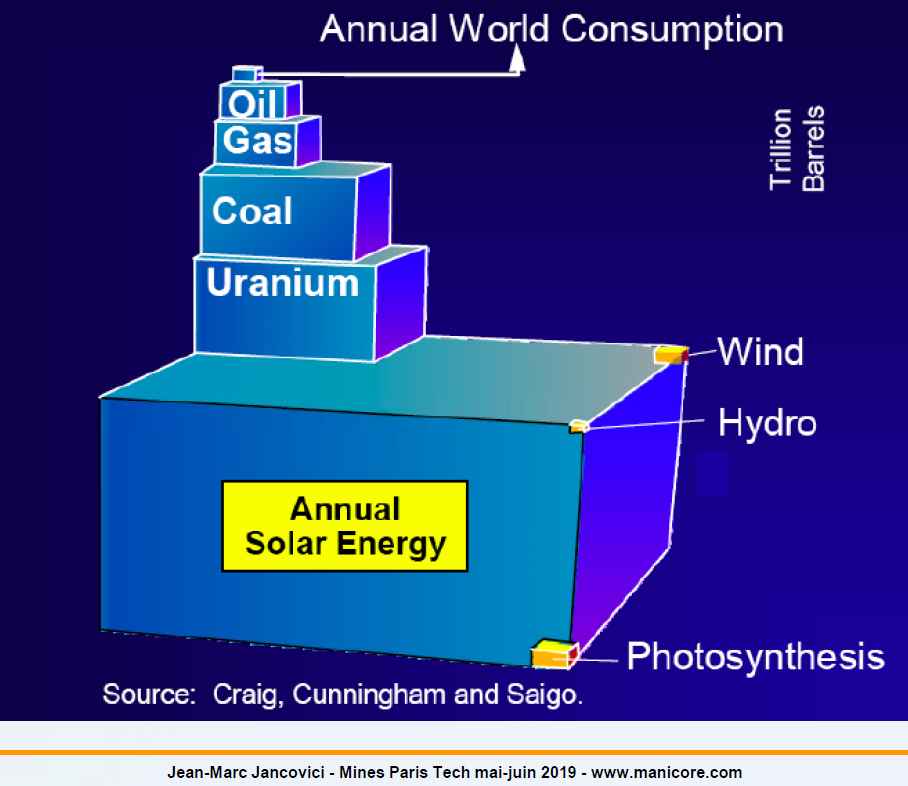 Annual World Consumption
Trillion
Barrels
Oil
Gas
Coal
Uranium
Wind
Hydro
Annual
Solar Energy
Photosynthesis
Source: Craig, Cunningham and Saigo.
Jean-Marc Jancovici - Mines Paris Tech mai-juin 2019 - www.manicore.com